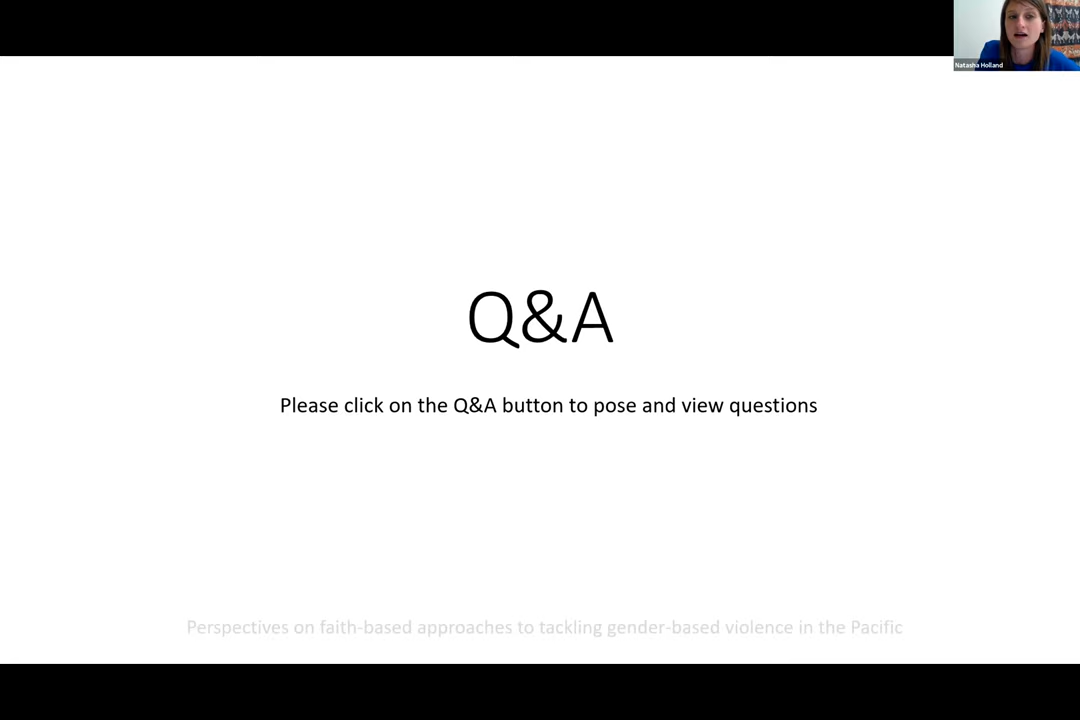 Natasha Holland
Q&A
Please click on the Q&A button to pose and view questions
Perspectives on faith-based approaches to tackling gender-based violence in the Pacific